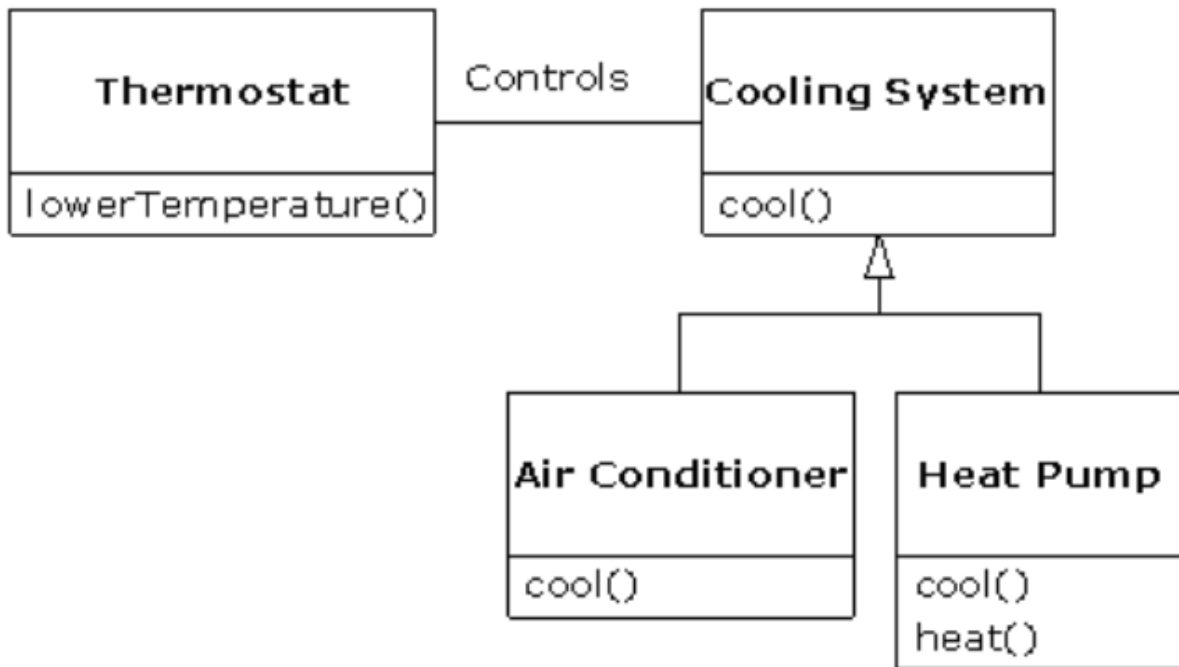 Thermostat
lowerTemperature()
Controls
Cooling System
cool()
Air Conditioner
cool()
Heat Pump
cool()
heat()